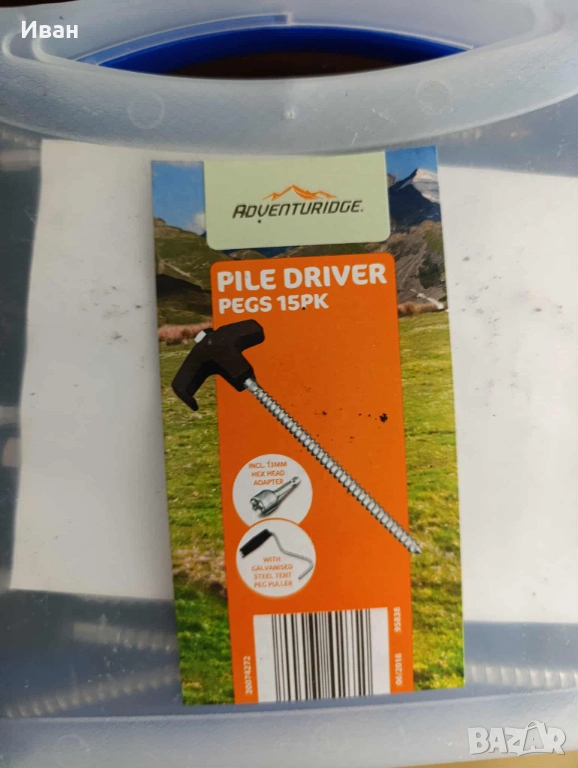 Иван
ADVENTURIDGE.
PILE DRIVER
PEGS 15PK
INCL. 13MM
HEX HEAD
ADAPTER
WITH
GALVANISED
STEEL TENT
PEG PULLER
20074272
06/2018 95838
BAZAR